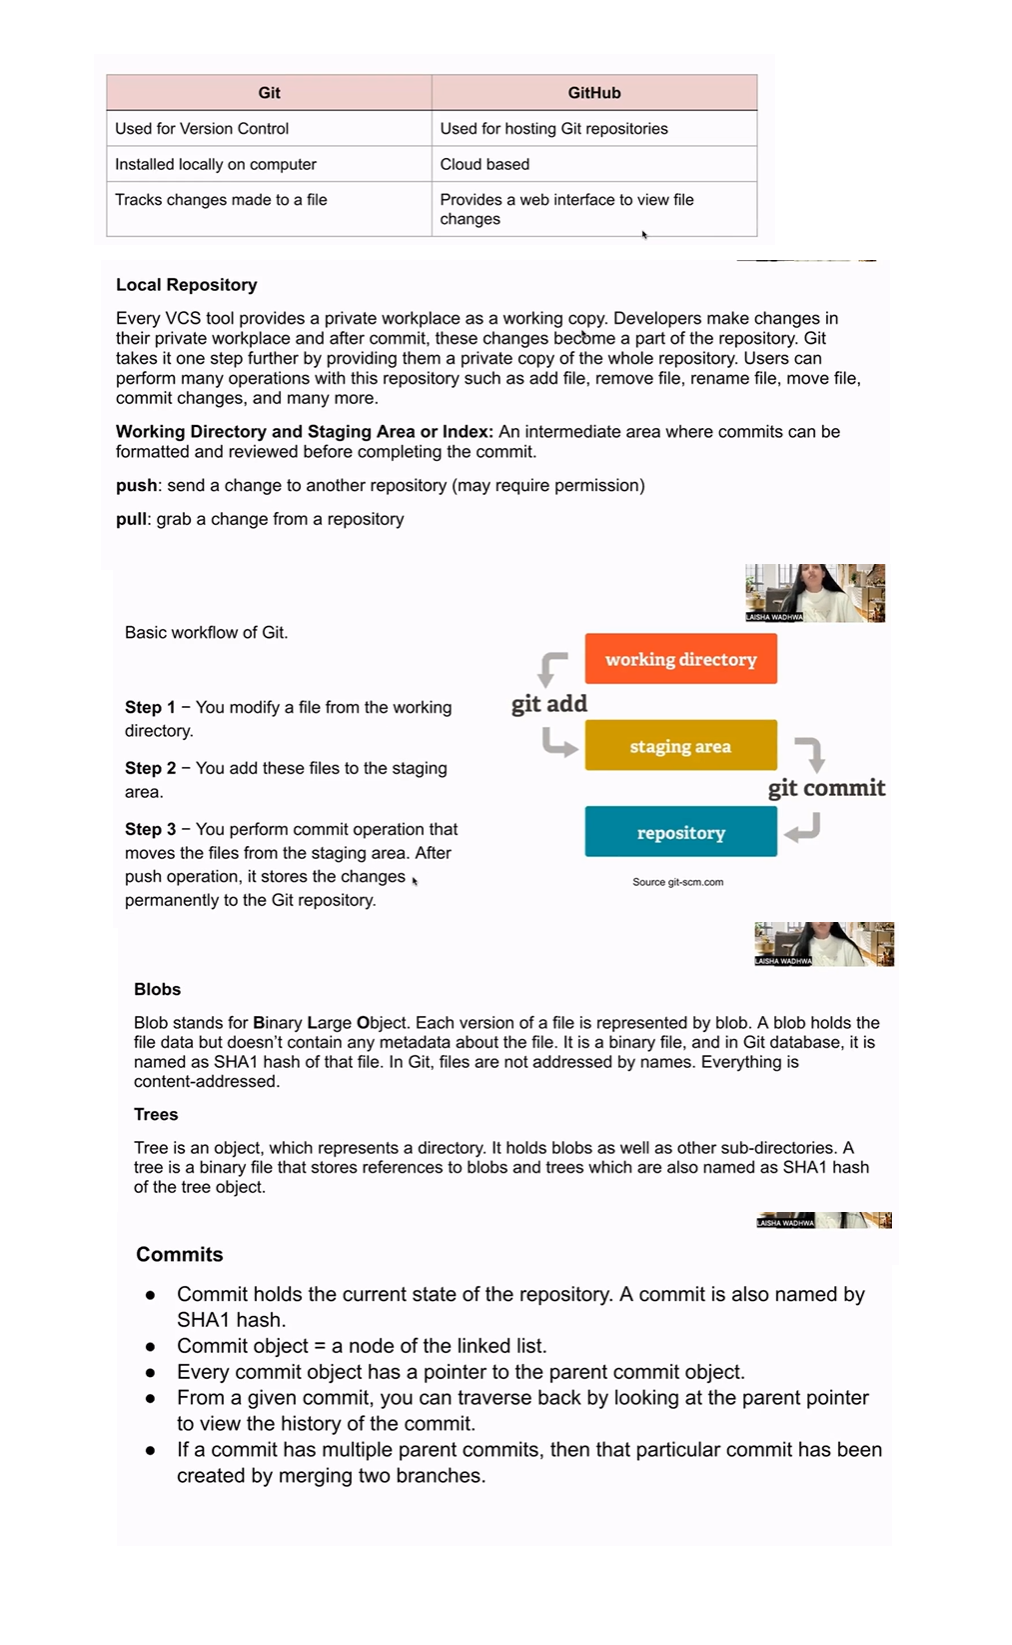 Git
GitHub
Used for Version Control
Used for hosting Git repositories
Installed locally on computer
Cloud based
Tracks changes made to a file
Provides a web interface to view file
changes
Local Repository
Every VCS tool provides a private workplace as a working copy. Developers make changes in
their private workplace and after commit, these changes become a part of the repository. Git
takes it one step further by providing them a private copy of the whole repository. Users can
perform many operations with this repository such as add file, remove file, rename file, move file,
commit changes, and many more.
Working Directory and Staging Area or Index: An intermediate area where commits can be
formatted and reviewed before completing the commit.
push: send a change to another repository (may require permission)
pull: grab a change from a repository
LAISHA WADHWA
Basic workflow of Git.
Step 1 − You modify a file from the working
directory.
Step 2 − You add these files to the staging
area.
Step 3 − You perform commit operation that
moves the files from the staging area. After
push operation, it stores the changes
permanently to the Git repository.
working directory
git add
staging area
git commit
repository
Source git-scm.com
LAISHA WADHWA
Blobs
Blob stands for Binary Large Object. Each version of a file is represented by blob. A blob holds the
file data but doesn't contain any metadata about the file. It is a binary file, and in Git database, it is
named as SHA1 hash of that file. In Git, files are not addressed by names. Everything is
content-addressed.
Trees
Tree is an object, which represents a directory. It holds blobs as well as other sub-directories. A
tree is a binary file that stores references to blobs and trees which are also named as SHA1 hash
of the tree object.
LAISHA WADHWA
Commits
● Commit holds the current state of the repository. A commit is also named by
SHA1 hash.
● Commit object = a node of the linked list.
● Every commit object has a pointer to the parent commit object.
● From a given commit, you can traverse back by looking at the parent pointer
to view the history of the commit.
● If a commit has multiple parent commits, then that particular commit has been
created by merging two branches.